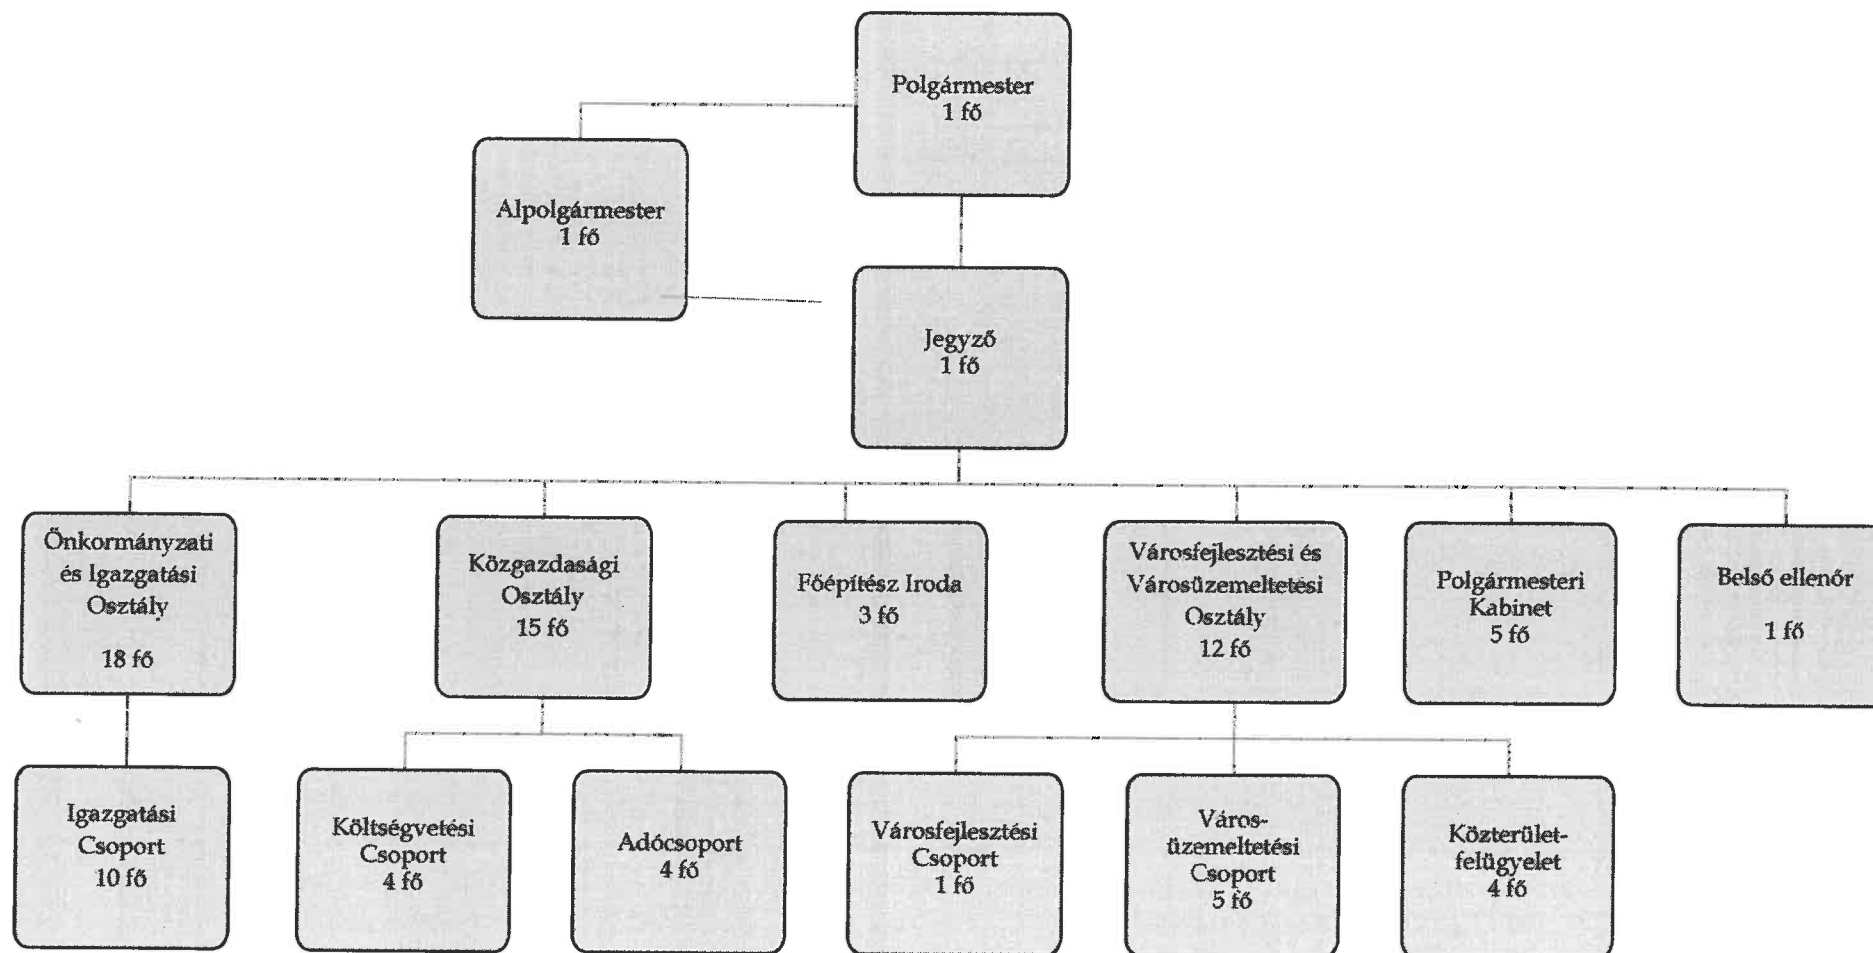 Polgármester
1 fő
Alpolgármester
1 fő
Jegyző
1 fő
Önkormányzati
és Igazgatási
Osztály
18 fő
Közgazdasági
Osztály
15 fő
Főépítész Iroda
3 fő
Városfejlesztési és
Városüzemeltetési
Osztály
12 fő
Polgármesteri
Kabinet
5 fő
Belső ellenőr
1 fő
Igazgatási
Csoport
10 fő
Költségvetési
Csoport
4 fő
Adócsoport
4 fő
Városfejlesztési
Csoport
1 fő
Város-
üzemeltetési
Csoport
5 fő
Közterület-
felügyelet
4 fő